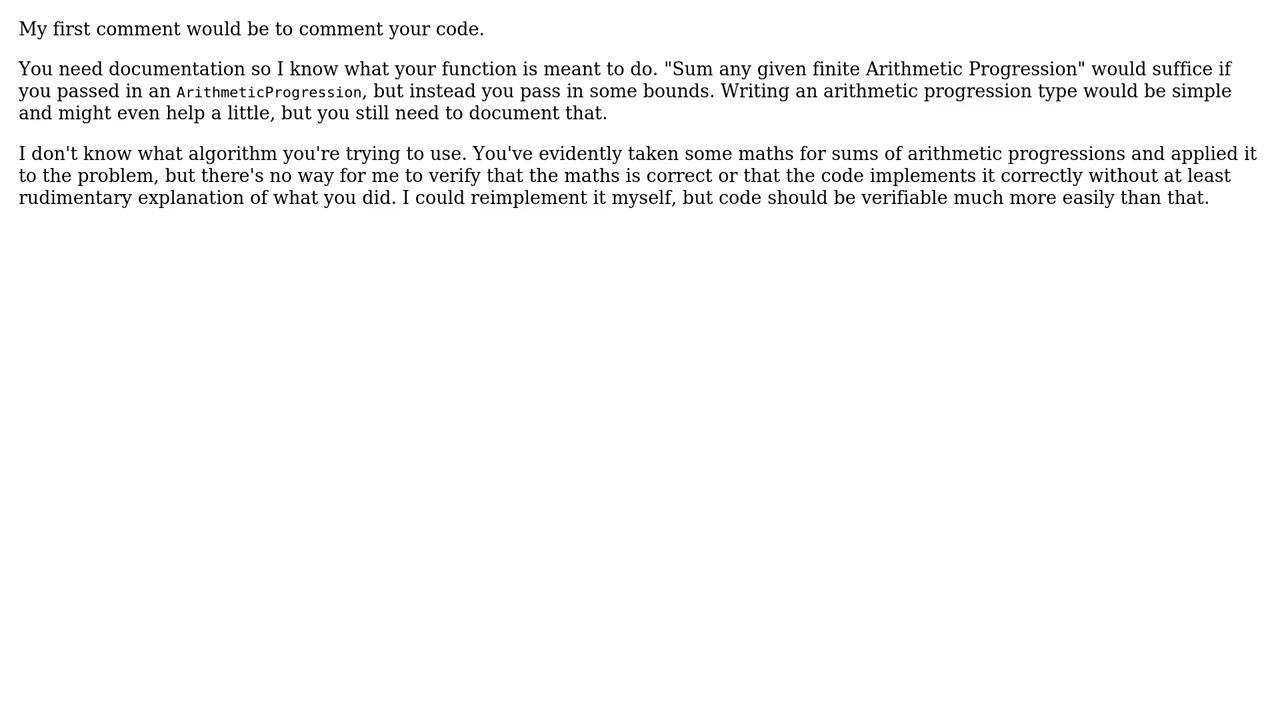 My first comment would be to comment your code.
You need documentation so I know what your function is meant to do. "Sum any given finite Arithmetic Progression" would suffice if
you passed in an ArithmeticProgression, but instead you pass in some bounds. Writing an arithmetic progression type would be simple
and might even help a little, but you still need to document that.
I don't know what algorithm you're trying to use. You've evidently taken some maths for sums of arithmetic progressions and applied it
to the problem, but there's no way for me to verify that the maths is correct or that the code implements it correctly without at least
rudimentary explanation of what you did. I could reimplement it myself, but code should be verifiable much more easily than that.